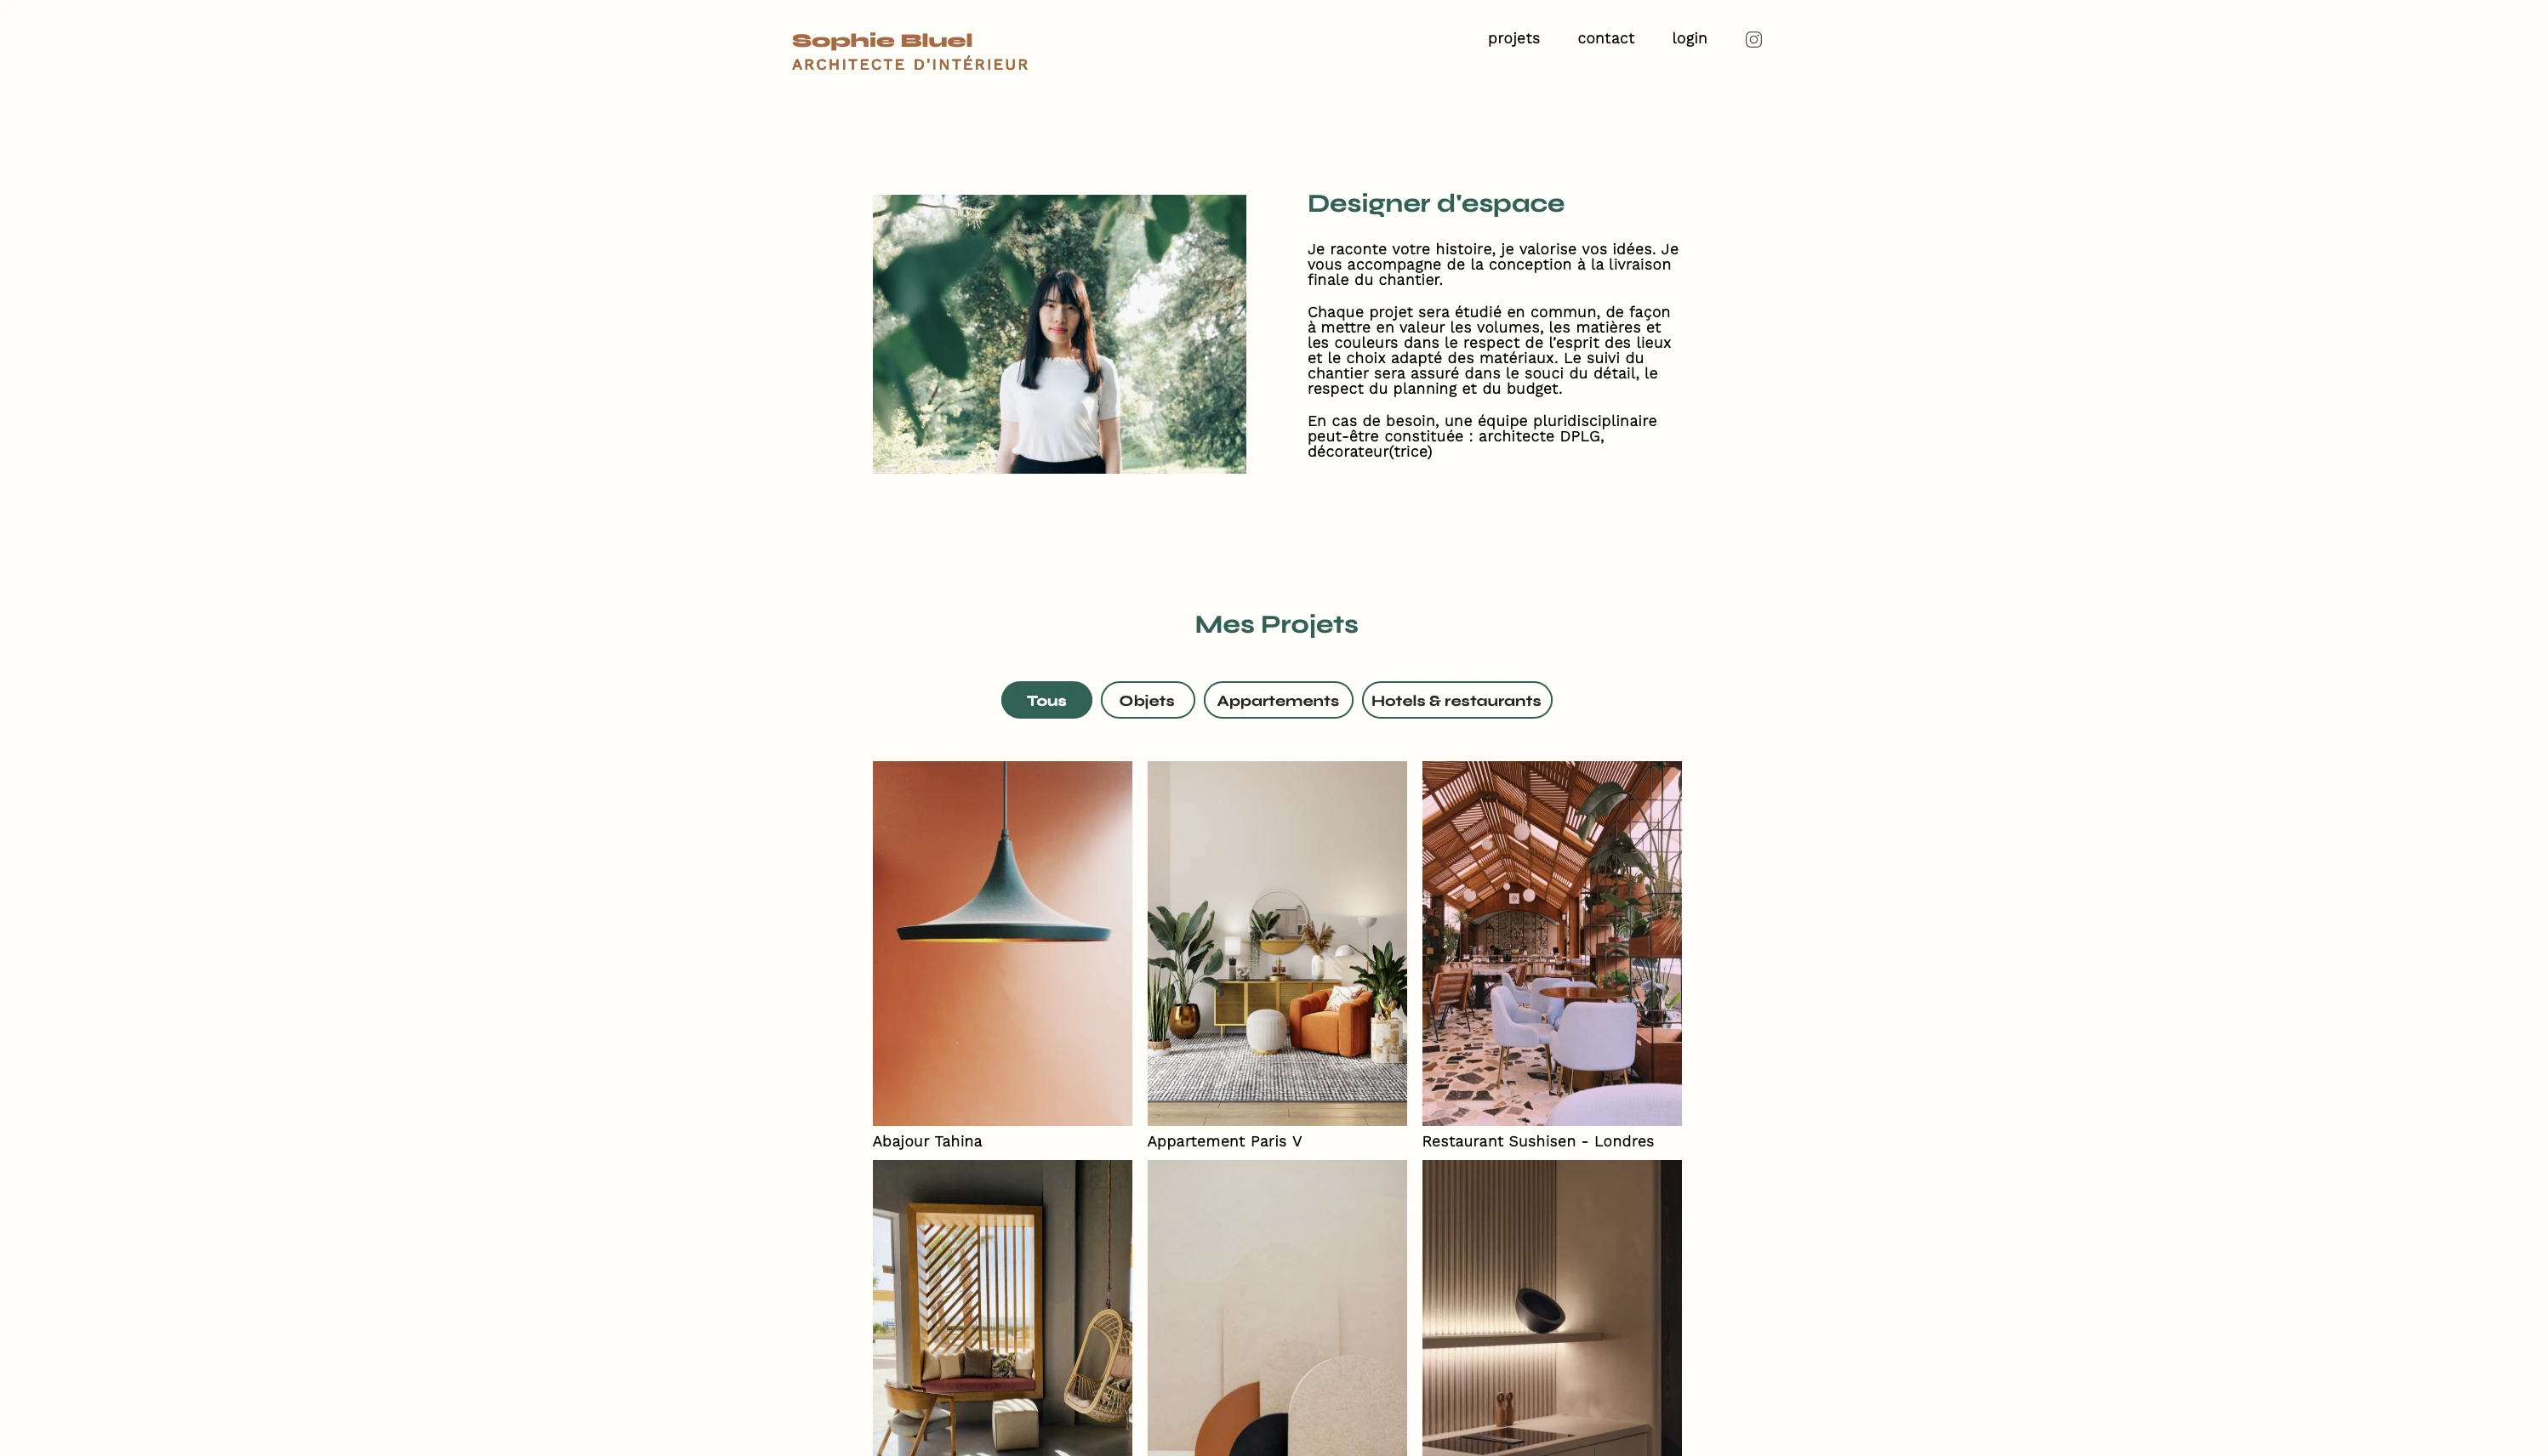 Sophie Bluel
ARCHITECTE D'INTÉRIEUR
projets
contact
login
Designer d'espace
Je raconte votre histoire, je valorise vos idées. Je
vous accompagne de la conception à la livraison
finale du chantier.
Chaque projet sera étudié en commun, de façon
à mettre en valeur les volumes, les matières et
les couleurs dans le respect de l’esprit des lieux
et le choix adapté des matériaux. Le suivi du
chantier sera assuré dans le souci du détail, le
respect du planning et du budget.
En cas de besoin, une équipe pluridisciplinaire
peut-être constituée : architecte DPLG,
décorateur(trice)
Mes Projets
Tous
Objets
Appartements
Hotels & restaurants
Abajour Tahina
Appartement Paris V
Restaurant Sushisen - Londres